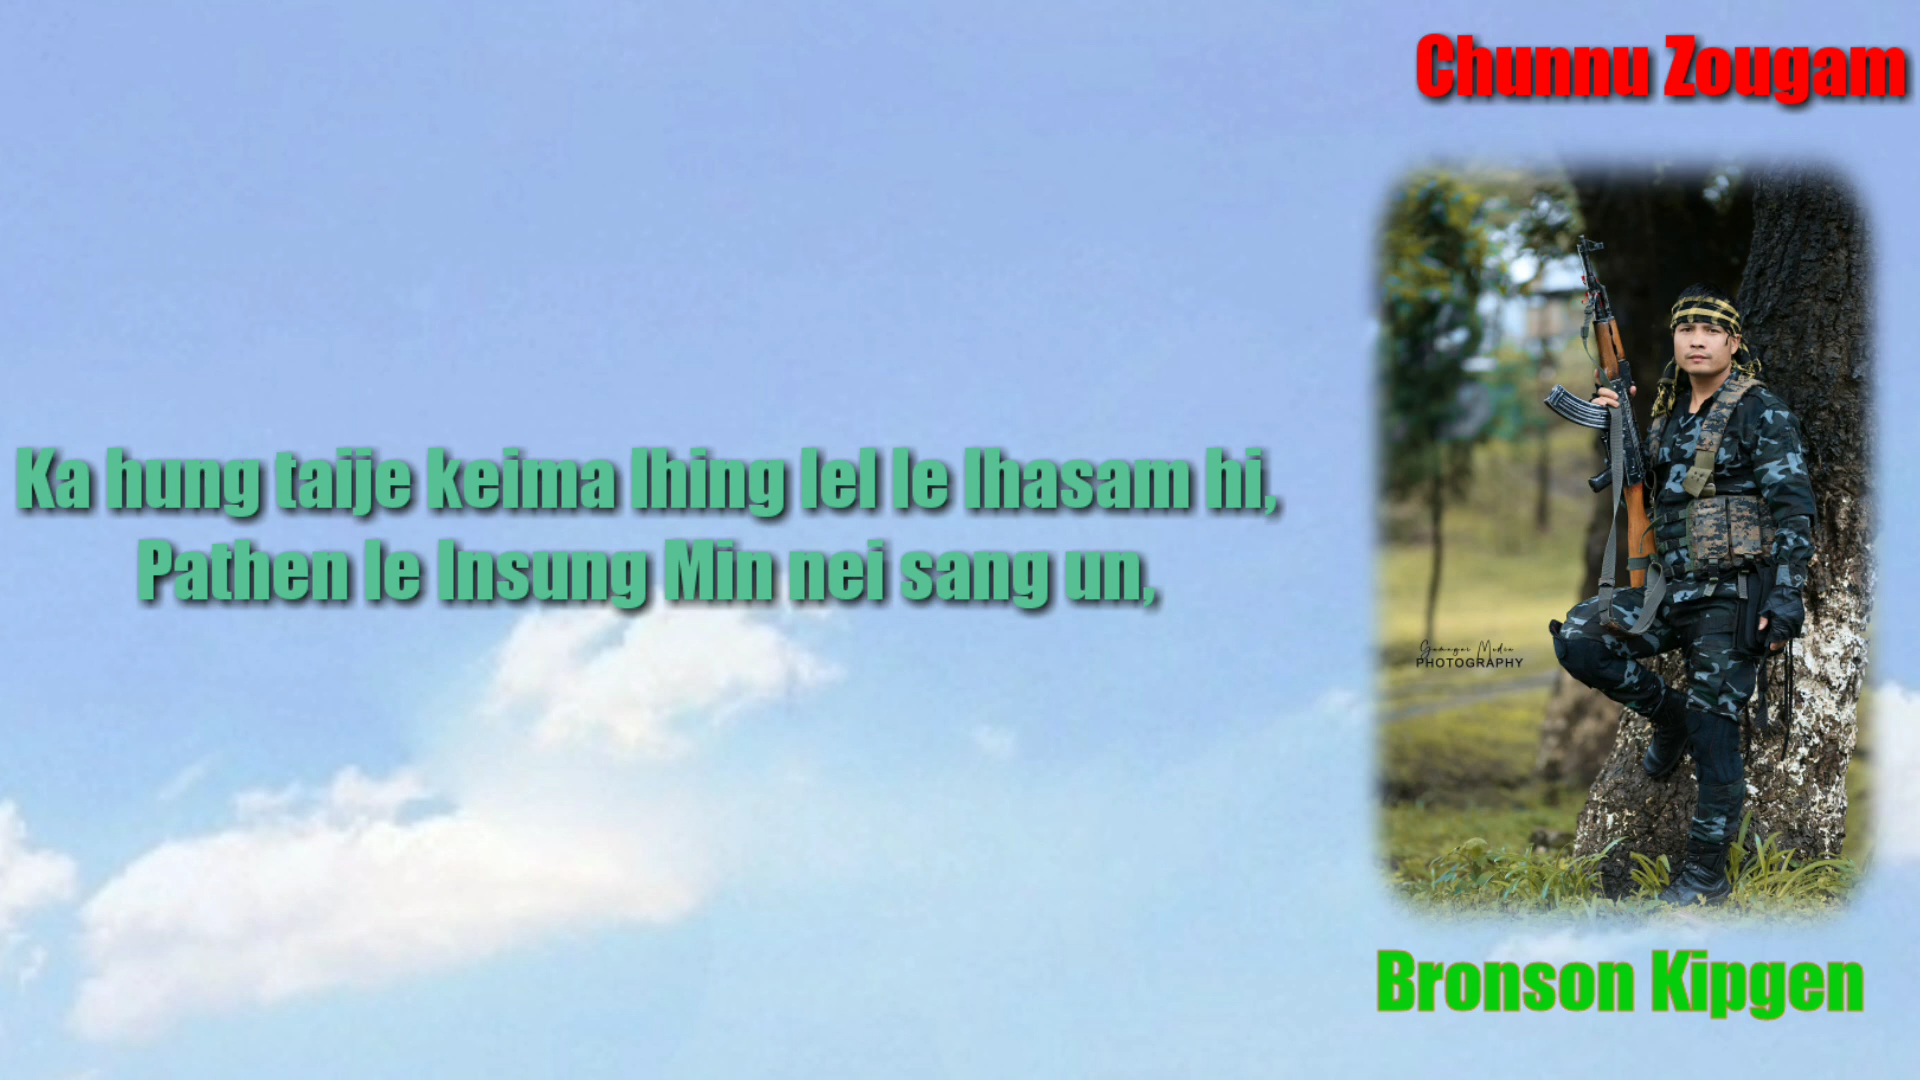 Chunnu Zougam
Ka hung taije keima lhing lel le lhasam hi,
Pathen le Insung Min nei sang un,
PHOTOGRAPHY
Bronson Kipgen